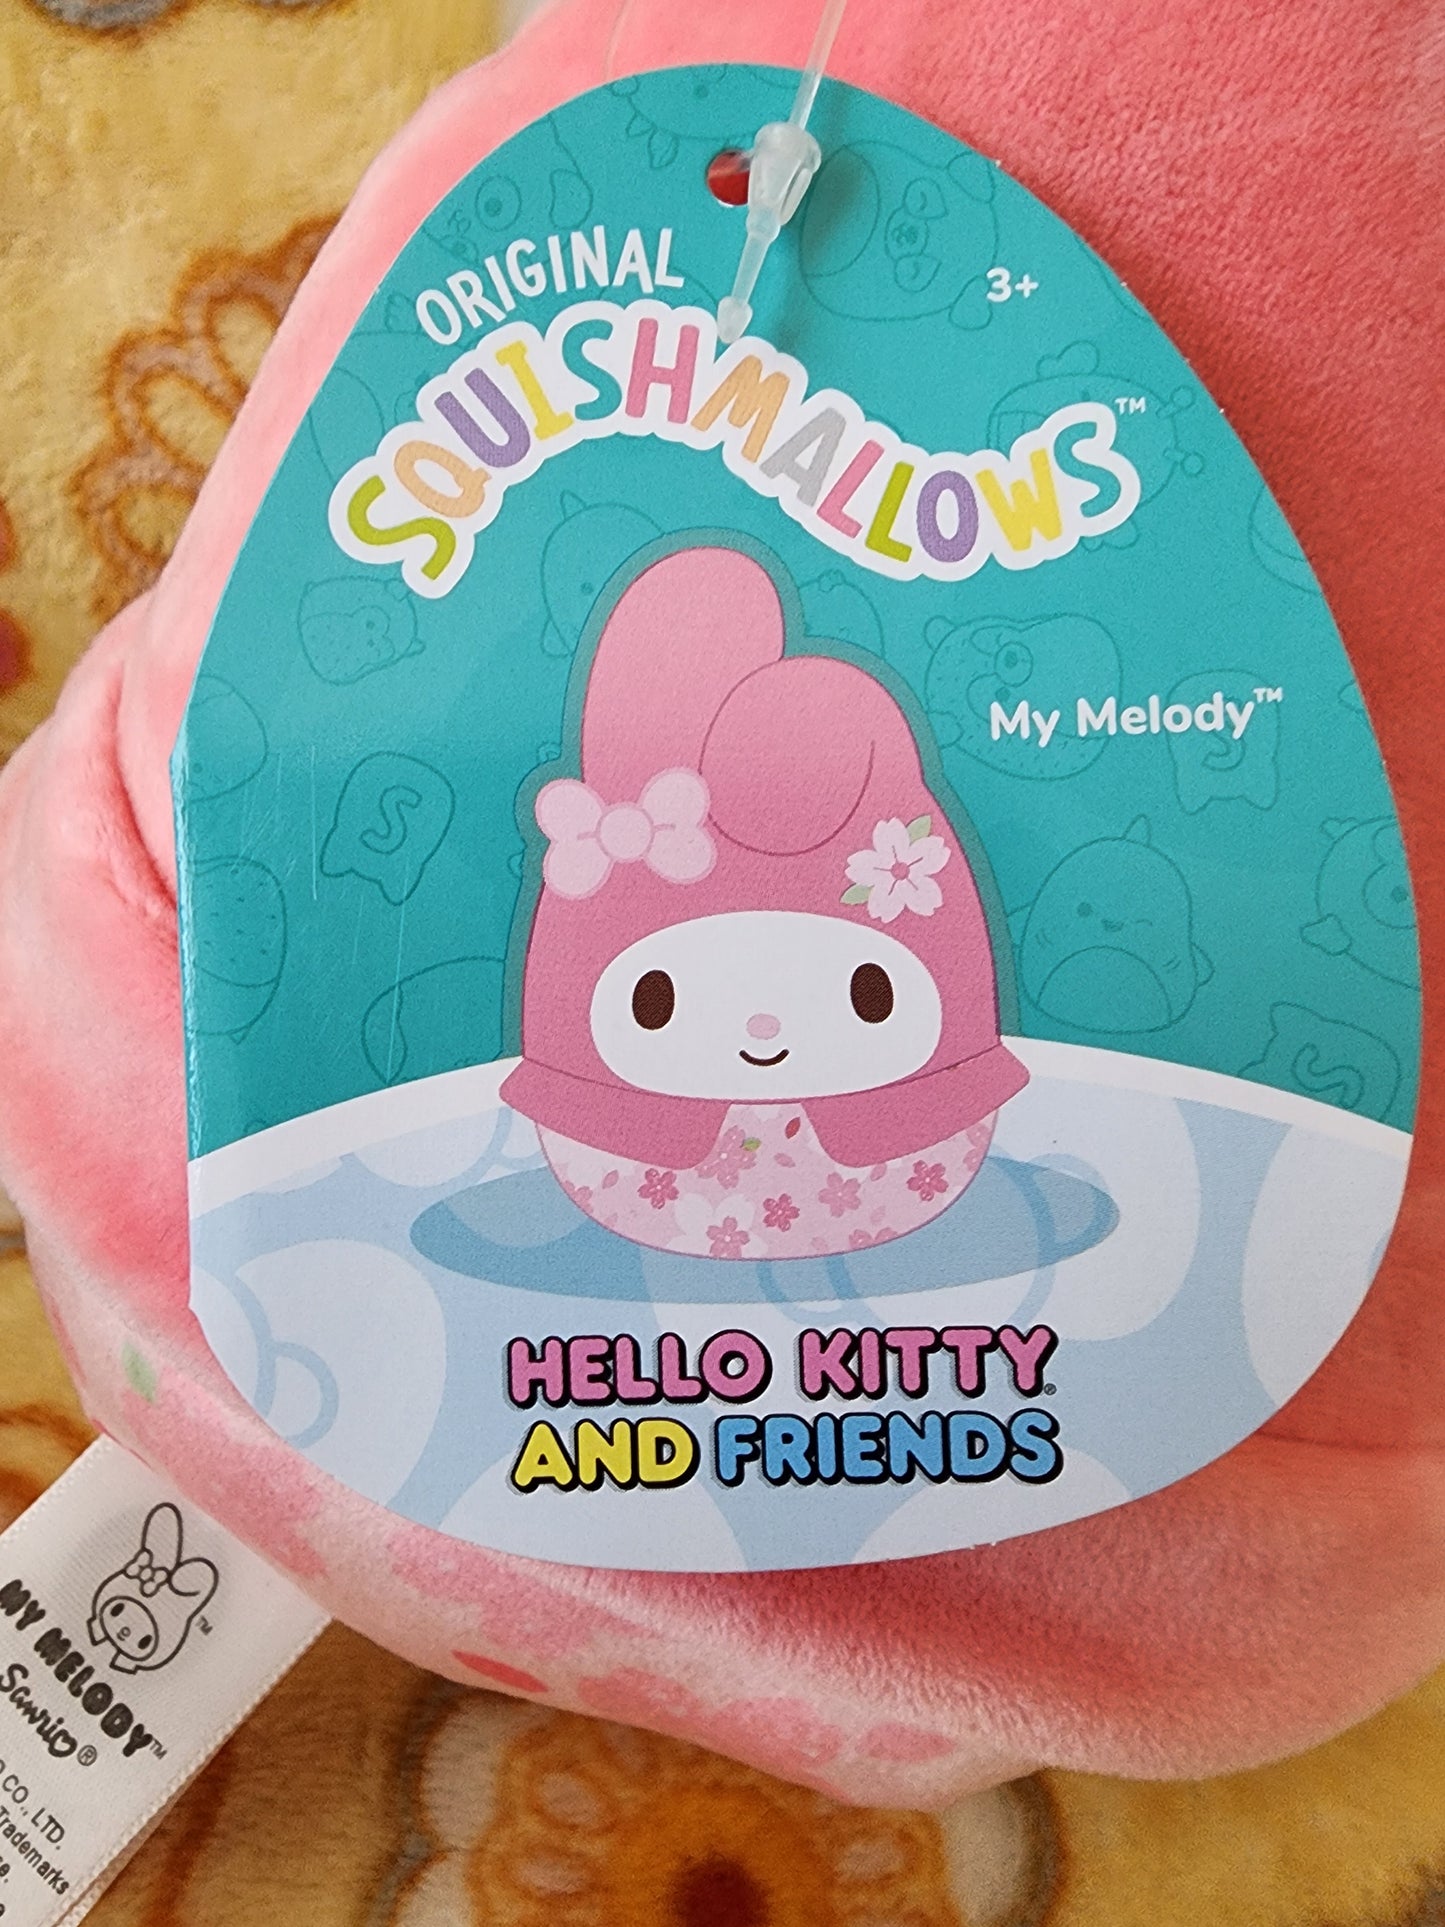 ORIGINAL
SQUISHMALLOWS™
3+
My Melody™
HELLO KITTY®
AND FRIENDS
S
S
S
MY MELODY™
Sanrio®
CO., LTD.
Trademarks